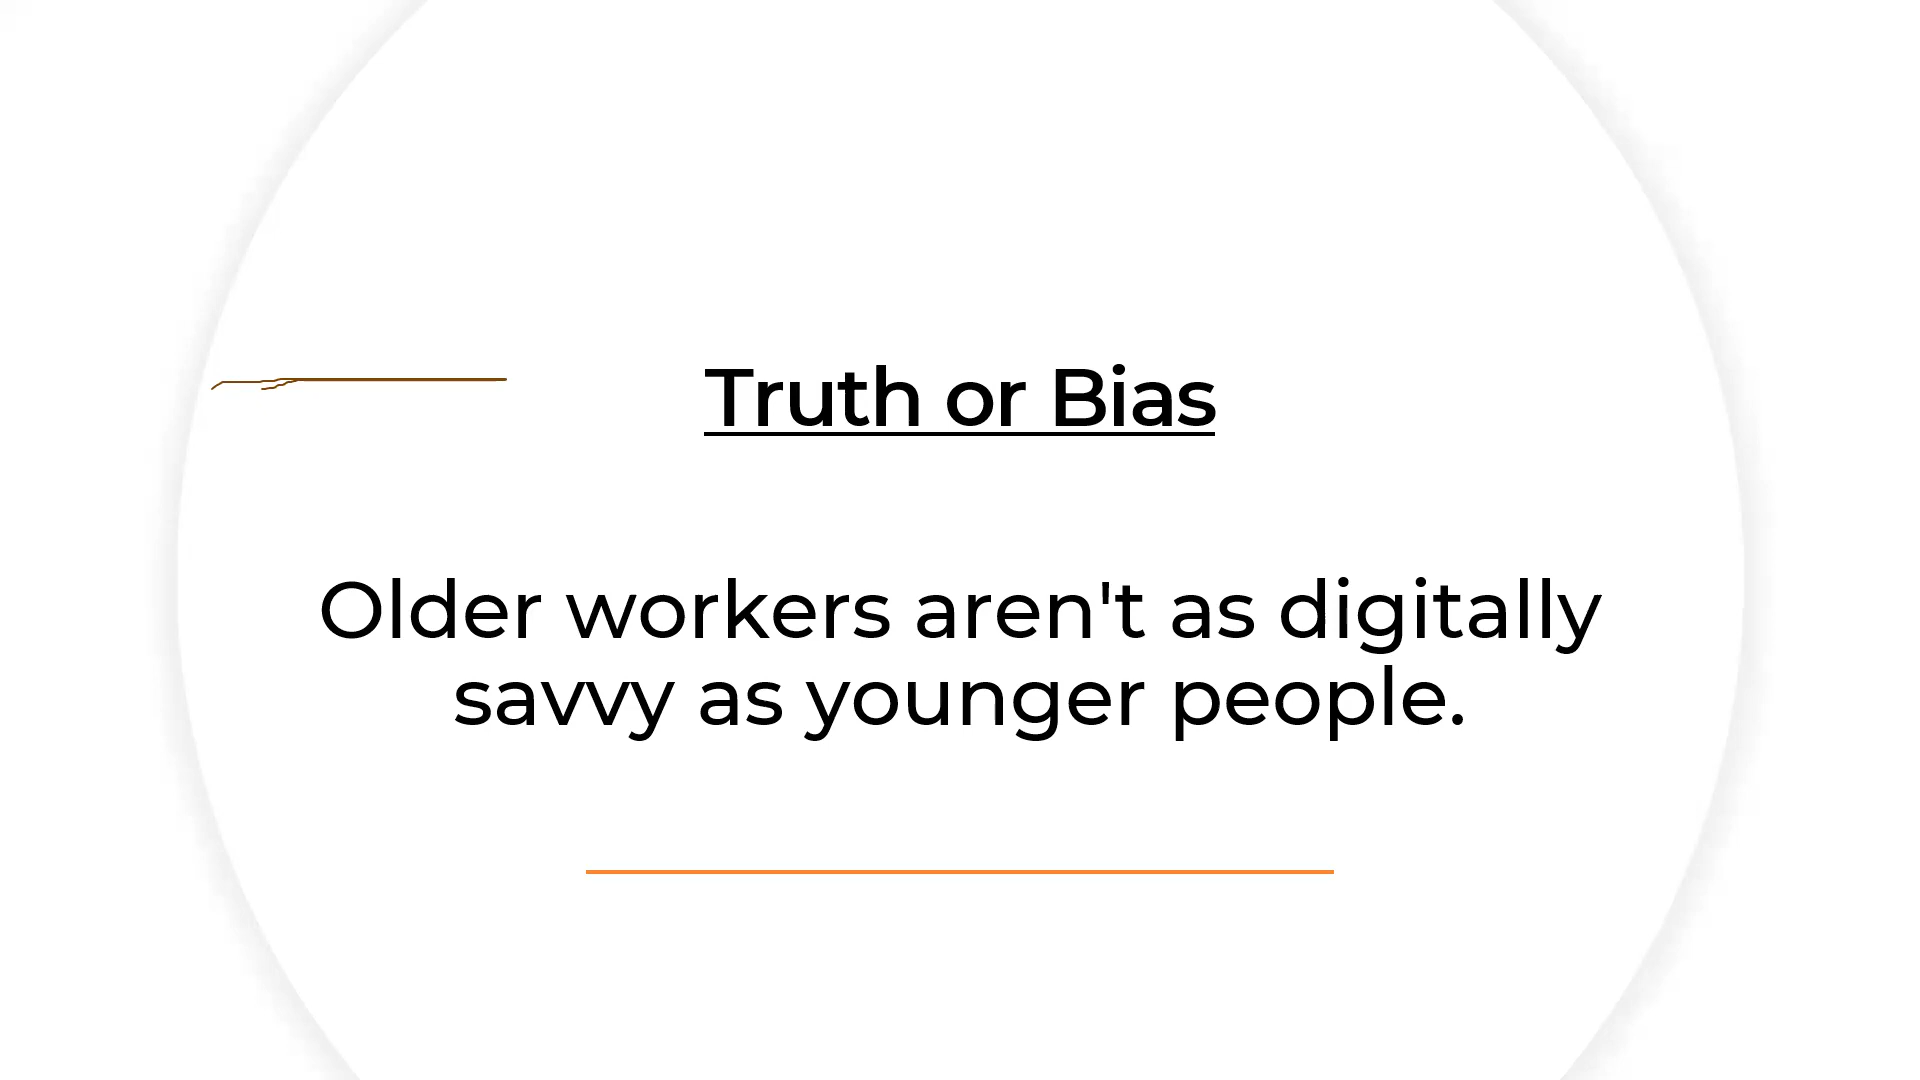 Truth or Bias
Older workers aren't as digitally
savvy as younger people.